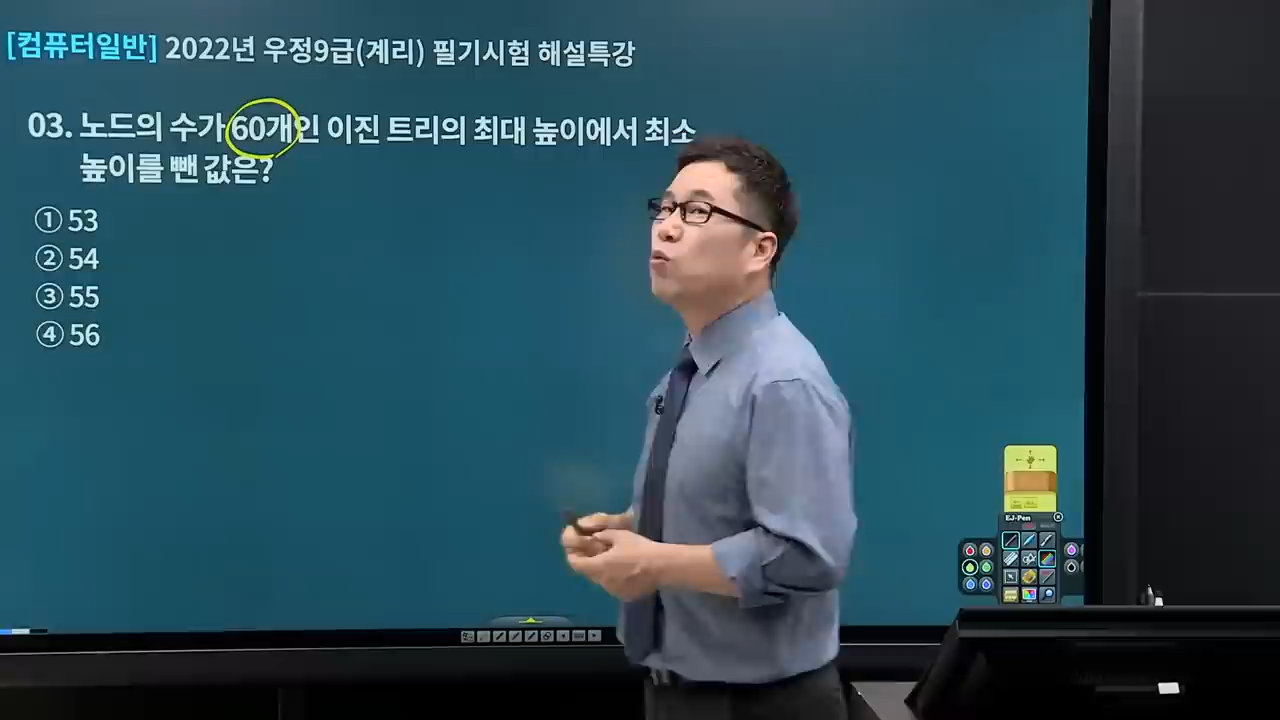 [컴퓨터일반] 2022년 우정9급(계리) 필기시험 해설특강
03. 노드의 수가 60개인 이진 트리의 최대 높이에서 최소
높이를 뺀 값은?
① 53
② 54
③ 55
④ 56
EJ-Pen